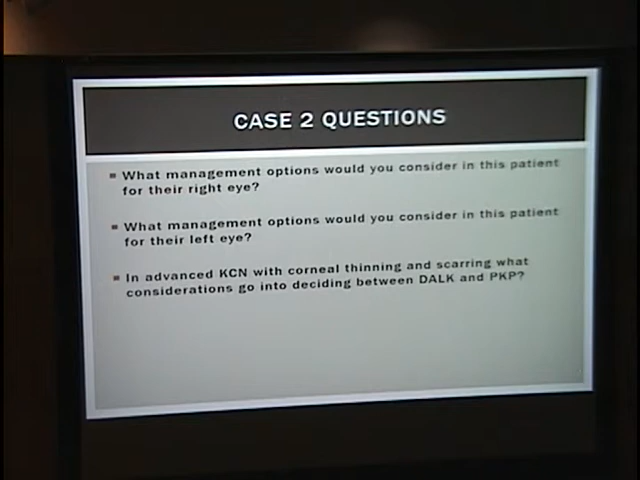 CASE 2 QUESTIONS
What management options would you consider in this patient
for their right eye?
What management options would you consider in this patient
for their left eye?
In advanced KCN with corneal thinning and scarring what
considerations go into deciding between DALK and PKP?